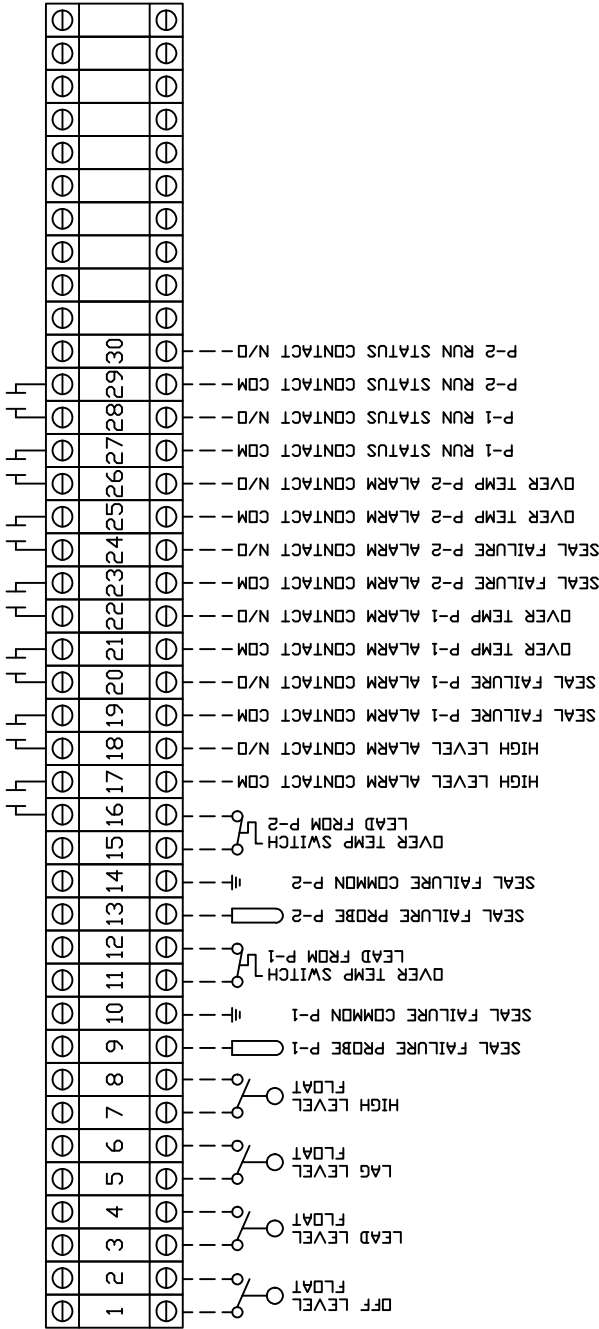 1
OFF LEVEL
FLOAT
2
3
LEAD LEVEL
FLOAT
4
5
LAG LEVEL
FLOAT
6
7
HIGH LEVEL
FLOAT
8
SEAL FAILURE PROBE P-1
9
SEAL FAILURE COMMON P-1
10
11
OVER TEMP SWITCH
LEAD FROM P-1
12
SEAL FAILURE PROBE P-2
13
SEAL FAILURE COMMON P-2
14
15
OVER TEMP SWITCH
LEAD FROM P-2
16
HIGH LEVEL ALARM CONTACT COM
17
HIGH LEVEL ALARM CONTACT N/O
18
SEAL FAILURE P-1 ALARM CONTACT COM
19
SEAL FAILURE P-1 ALARM CONTACT N/O
20
OVER TEMP P-1 ALARM CONTACT COM
21
OVER TEMP P-1 ALARM CONTACT N/O
22
SEAL FAILURE P-2 ALARM CONTACT COM
23
SEAL FAILURE P-2 ALARM CONTACT N/O
24
OVER TEMP P-2 ALARM CONTACT COM
25
OVER TEMP P-2 ALARM CONTACT N/O
26
P-1 RUN STATUS CONTACT COM
27
P-1 RUN STATUS CONTACT N/O
28
P-2 RUN STATUS CONTACT COM
29
P-2 RUN STATUS CONTACT N/O
30